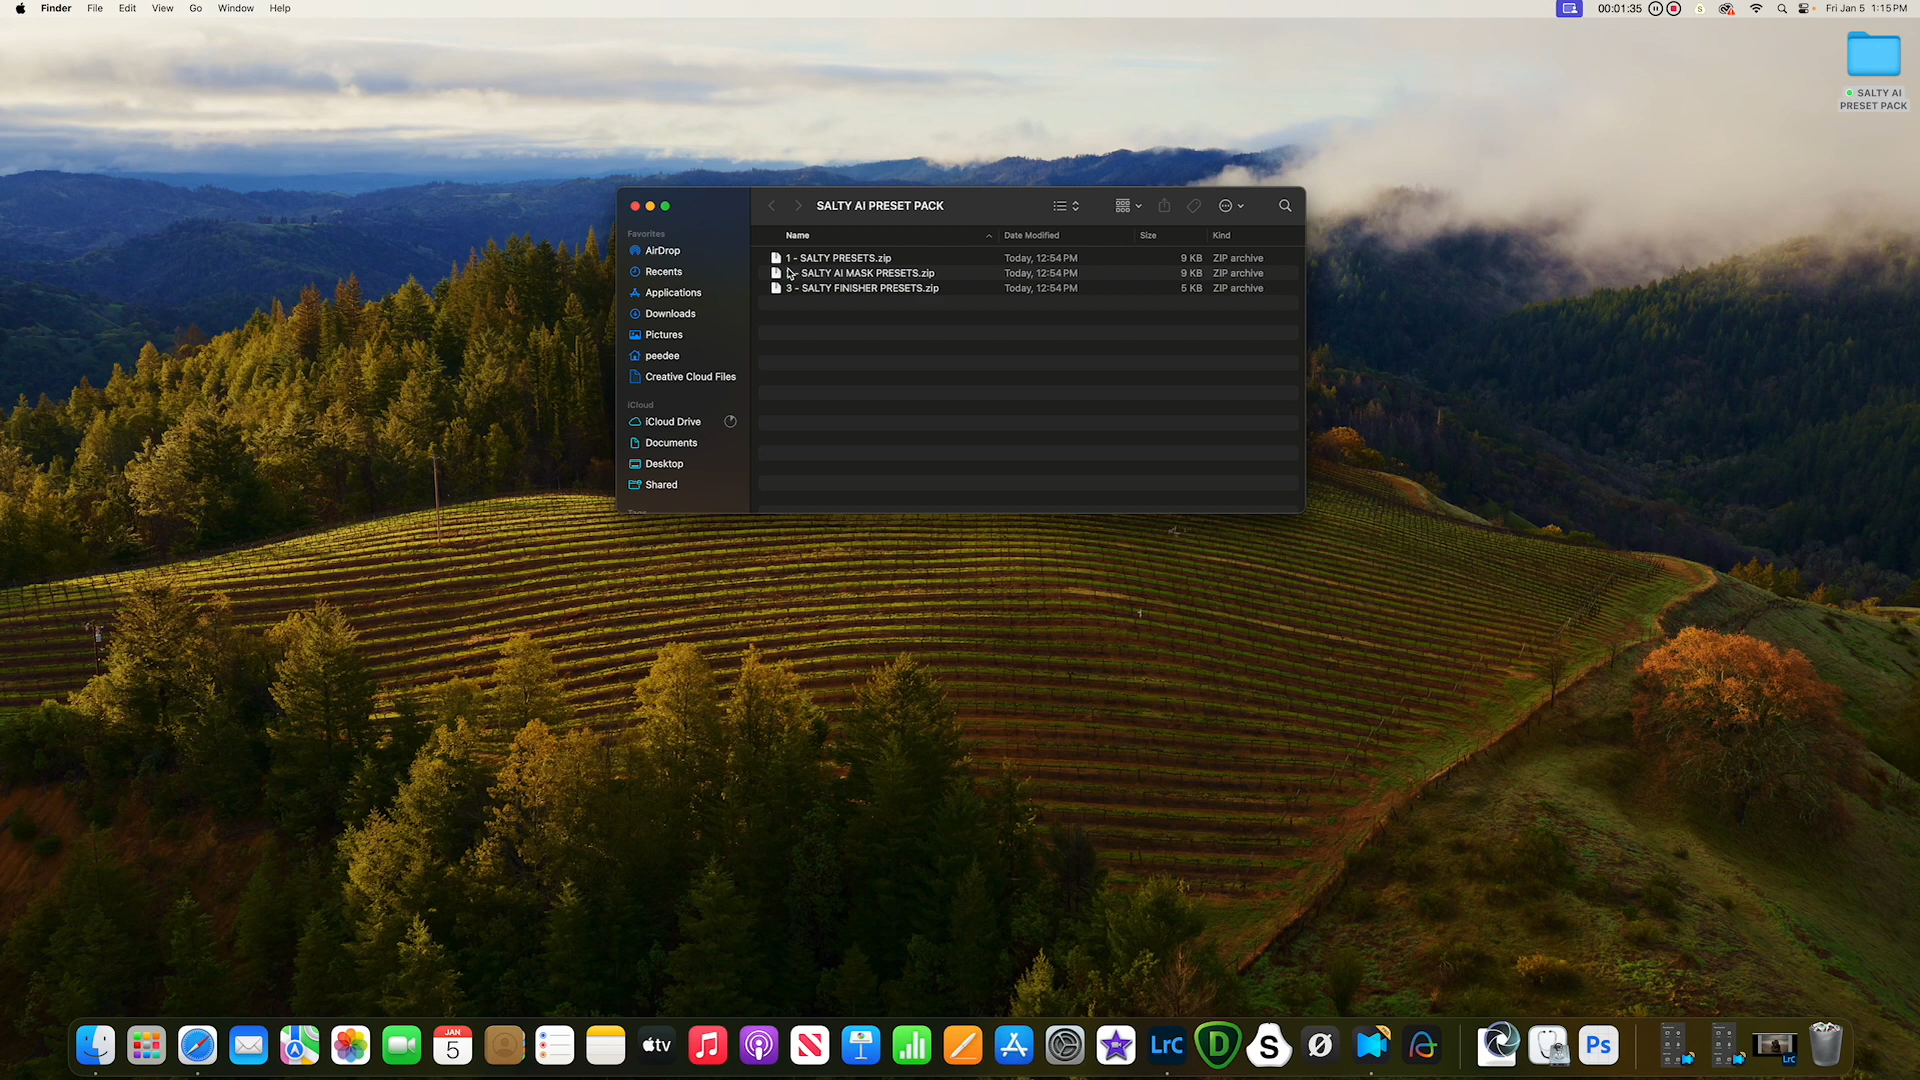 Finder File Edit View Go Window Help
00:01:35 S Fri Jan 5 1:15 PM
SALTY AI
PRESET PACK
SALTY AI PRESET PACK
Favorites
AirDrop
Recents
Applications
Downloads
Pictures
peedee
Creative Cloud Files
iCloud
iCloud Drive
Documents
Desktop
Shared
Tags
Name Date Modified Size Kind
1 - SALTY PRESETS.zip Today, 12:54 PM 9 KB ZIP archive
- SALTY AI MASK PRESETS.zip Today, 12:54 PM 9 KB ZIP archive
3 - SALTY FINISHER PRESETS.zip Today, 12:54 PM 5 KB ZIP archive
JAN
5
tv
LrC
D
S
Ps
LrC